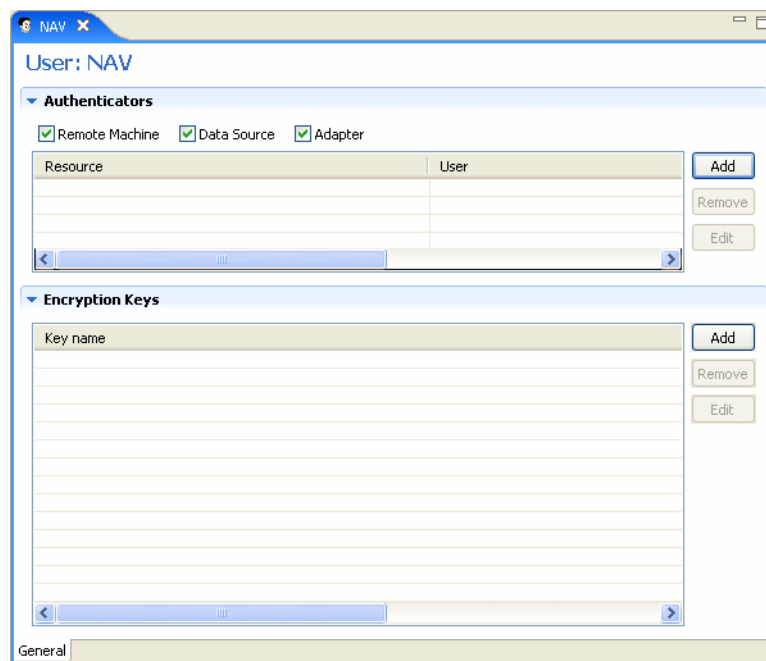 NAV
User: NAV
Authenticators
Remote Machine Data Source Adapter
Resource User
Add
Remove
Edit
Encryption Keys
Key name
Add
Remove
Edit
General